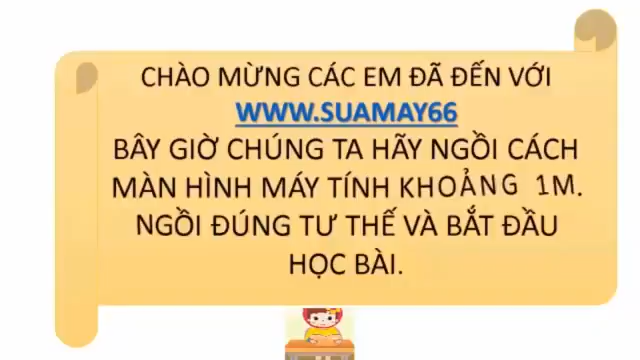 CHÀO MỪNG CÁC EM ĐÃ ĐẾN VỚI
WWW.SUAMAY66
BÂY GIỜ CHÚNG TA HÃY NGỒI CÁCH
MÀN HÌNH MÁY TÍNH KHOẢNG 1M.
NGỒI ĐÚNG TƯ THẾ VÀ BẮT ĐẦU
HỌC BÀI.